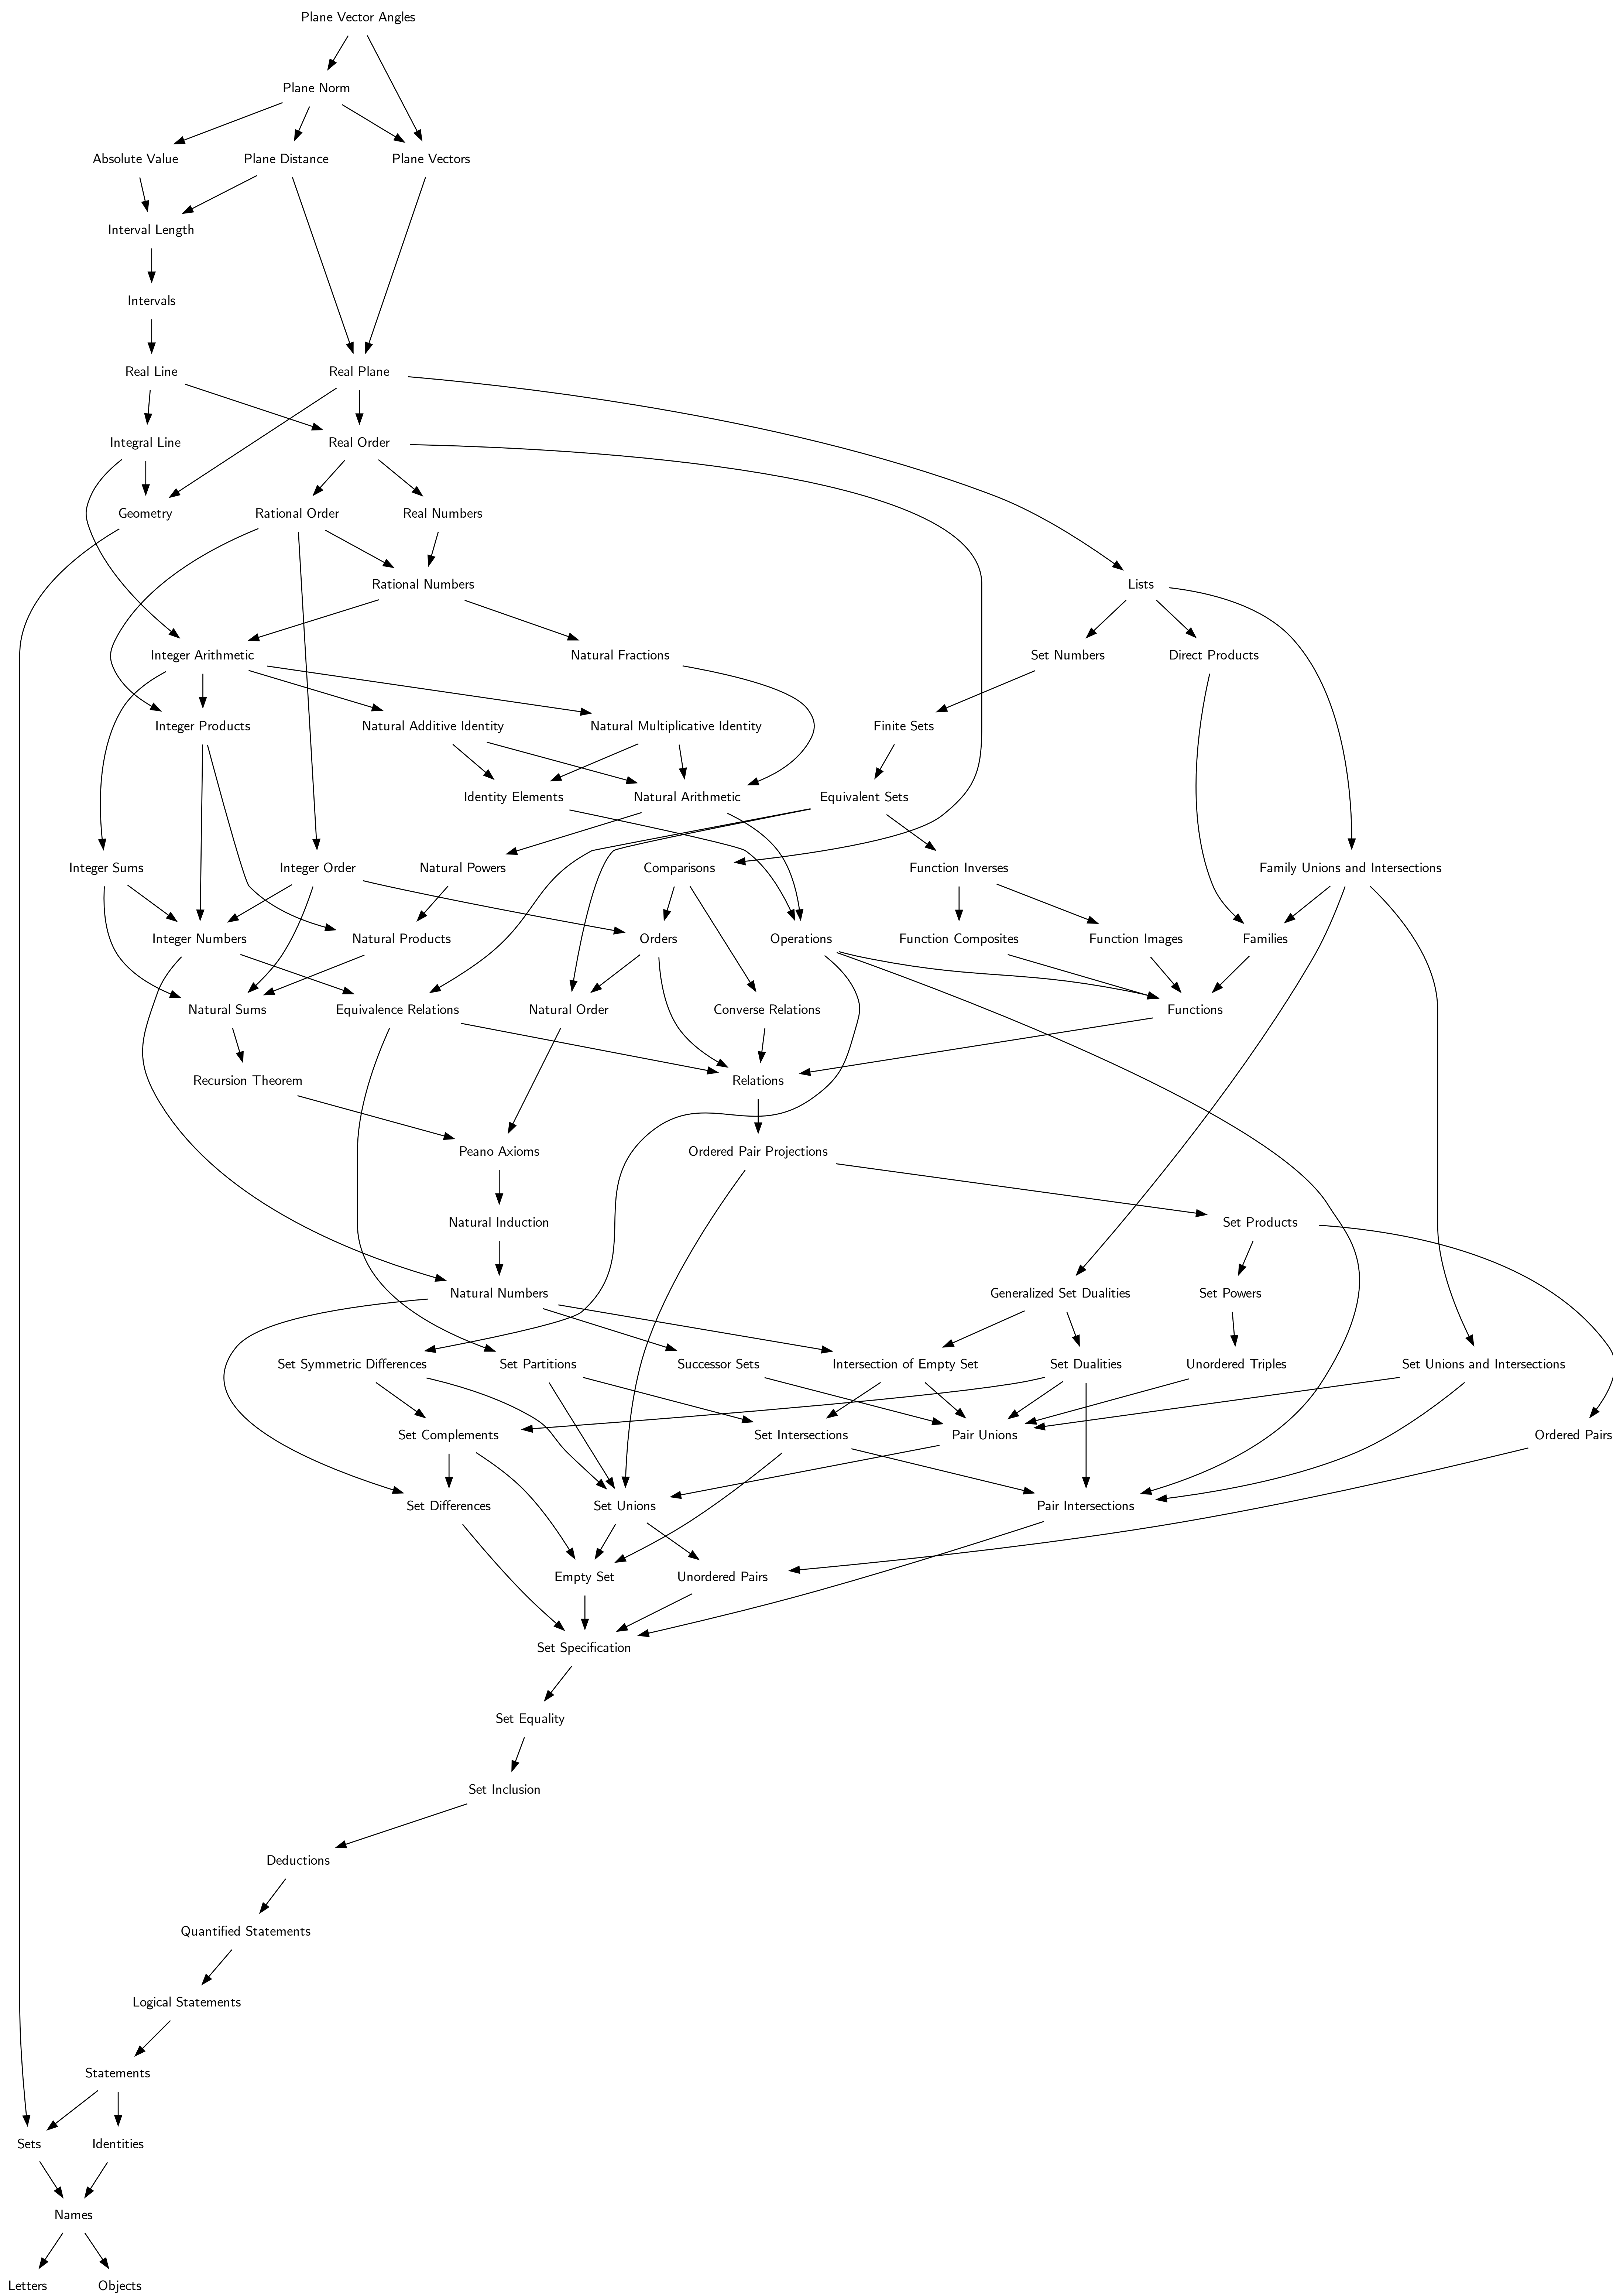 Plane Vector Angles
Plane Norm
Absolute Value
Plane Distance
Plane Vectors
Interval Length
Intervals
Real Line
Real Plane
Integral Line
Real Order
Geometry
Rational Order
Real Numbers
Rational Numbers
Lists
Integer Arithmetic
Natural Fractions
Set Numbers
Direct Products
Integer Products
Natural Additive Identity
Natural Multiplicative Identity
Finite Sets
Identity Elements
Natural Arithmetic
Equivalent Sets
Integer Sums
Integer Order
Natural Powers
Comparisons
Function Inverses
Family Unions and Intersections
Integer Numbers
Natural Products
Orders
Operations
Function Composites
Function Images
Families
Natural Sums
Equivalence Relations
Natural Order
Converse Relations
Functions
Recursion Theorem
Relations
Peano Axioms
Ordered Pair Projections
Natural Induction
Set Products
Natural Numbers
Generalized Set Dualities
Set Powers
Set Symmetric Differences
Set Partitions
Successor Sets
Intersection of Empty Set
Set Dualities
Unordered Triples
Set Unions and Intersections
Set Complements
Set Intersections
Pair Unions
Ordered Pairs
Set Differences
Set Unions
Pair Intersections
Empty Set
Unordered Pairs
Set Specification
Set Equality
Set Inclusion
Deductions
Quantified Statements
Logical Statements
Statements
Sets
Identities
Names
Letters
Objects